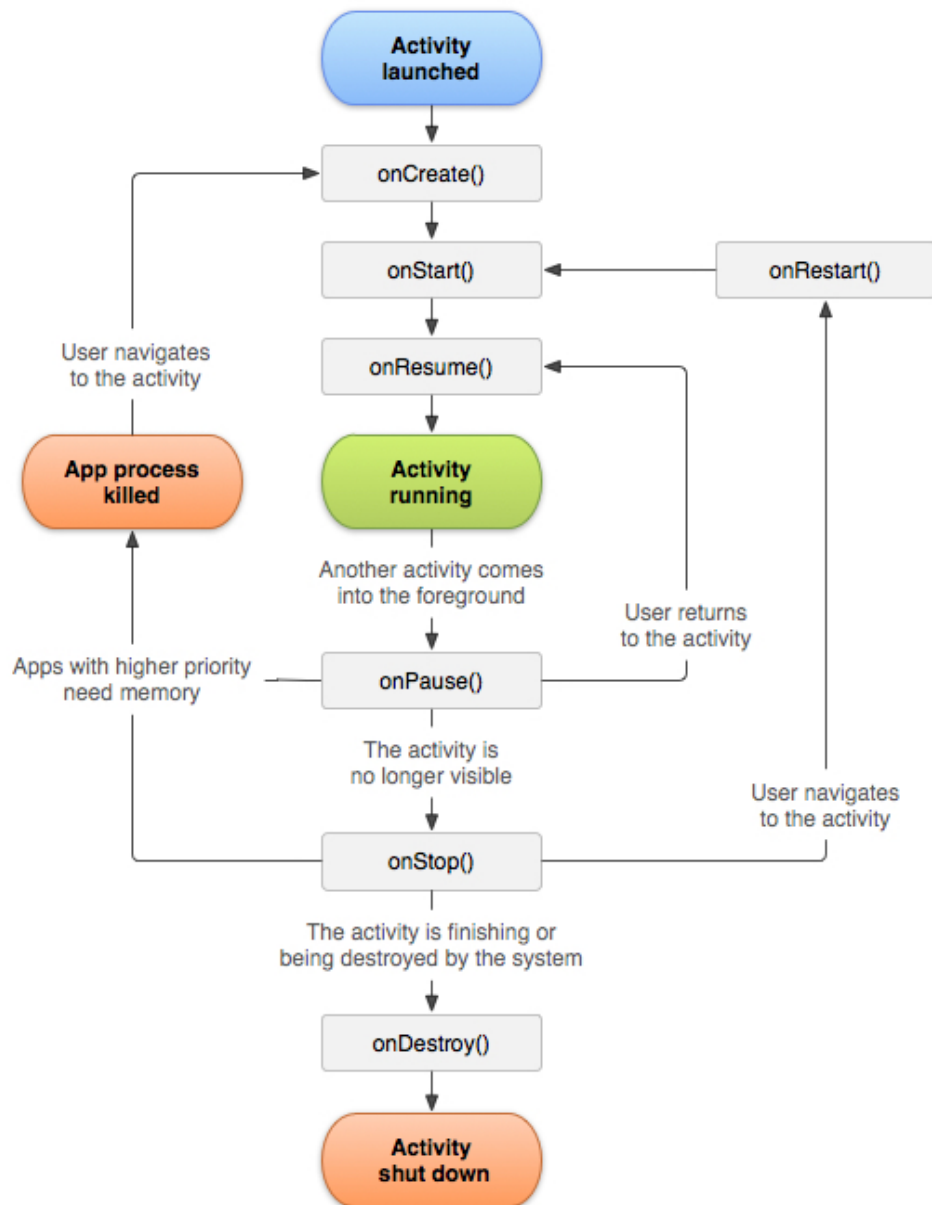 Activity
launched
onCreate()
onStart()
onRestart()
onResume()
User navigates
to the activity
App process
killed
Activity
running
Another activity comes
into the foreground
User returns
to the activity
Apps with higher priority
need memory
onPause()
The activity is
no longer visible
User navigates
to the activity
onStop()
The activity is finishing or
being destroyed by the system
onDestroy()
Activity
shut down